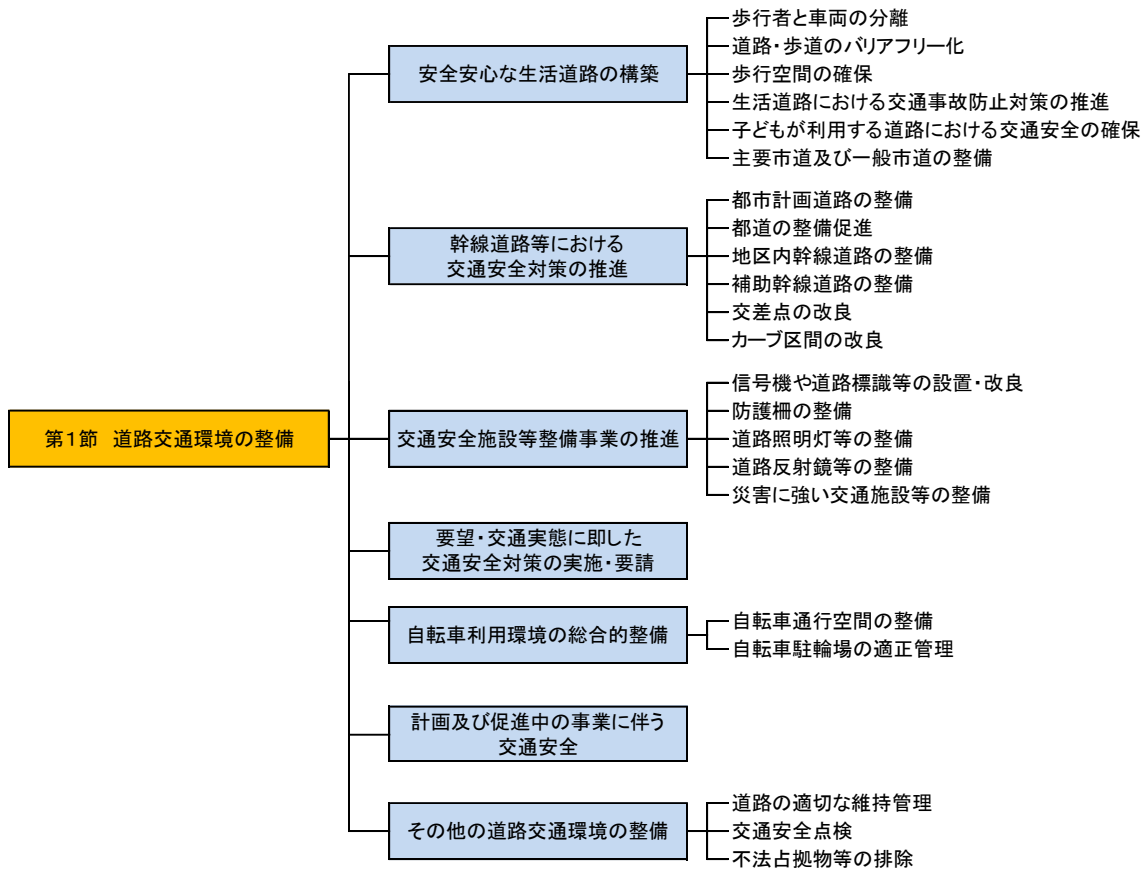 第1節 道路交通環境の整備
安全安心な生活道路の構築
歩行者と車両の分離
道路・歩道のバリアフリー化
歩行空間の確保
生活道路における交通事故防止対策の推進
子どもが利用する道路における交通安全の確保
主要市道及び一般市道の整備
幹線道路等における
交通安全対策の推進
都市計画道路の整備
都道の整備促進
地区内幹線道路の整備
補助幹線道路の整備
交差点の改良
カーブ区間の改良
交通安全施設等整備事業の推進
信号機や道路標識等の設置・改良
防護柵の整備
道路照明灯等の整備
道路反射鏡等の整備
災害に強い交通施設等の整備
要望・交通実態に即した
交通安全対策の実施・要請
自転車利用環境の総合的整備
自転車通行空間の整備
自転車駐輪場の適正管理
計画及び促進中の事業に伴う
交通安全
その他の道路交通環境の整備
道路の適切な維持管理
交通安全点検
不法占拠物等の排除